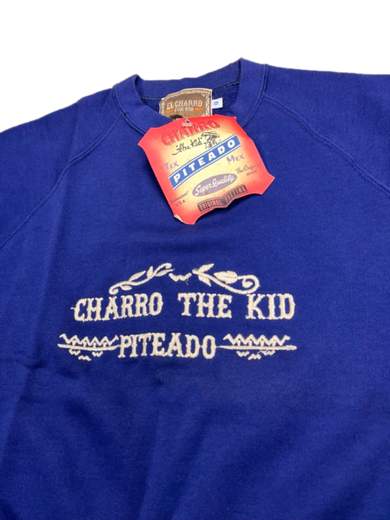 EL CHARRO
CHARRO
The Kid
TEX MEX
PITEADO
Super Quality
CHARRO THE KID
PITEADO